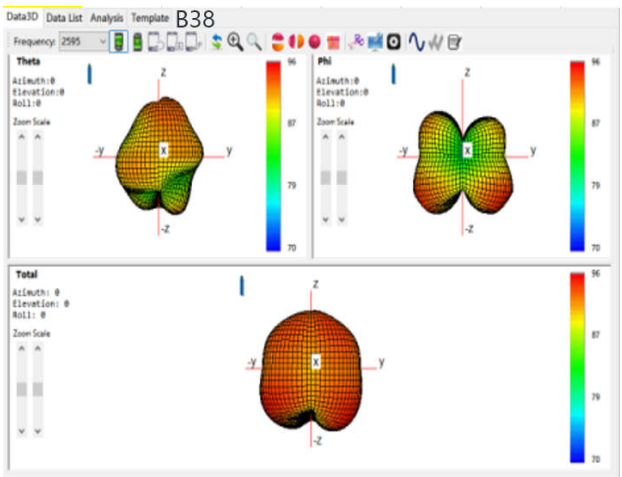 Data3D Data List Analysis Template B38
Frequency: 2595
Theta
Azimuth:0
Elevation:0
Roll:0
Zoom Scale
z
-y
x
y
-z
96
87
79
70
Phi
Azimuth:0
Elevation:0
Roll:0
Zoom Scale
z
-y
x
y
-z
96
87
79
70
Total
Azimuth: 0
Elevation: 0
Roll: 0
Zoom Scale
z
-y
x
y
-z
96
87
79
70